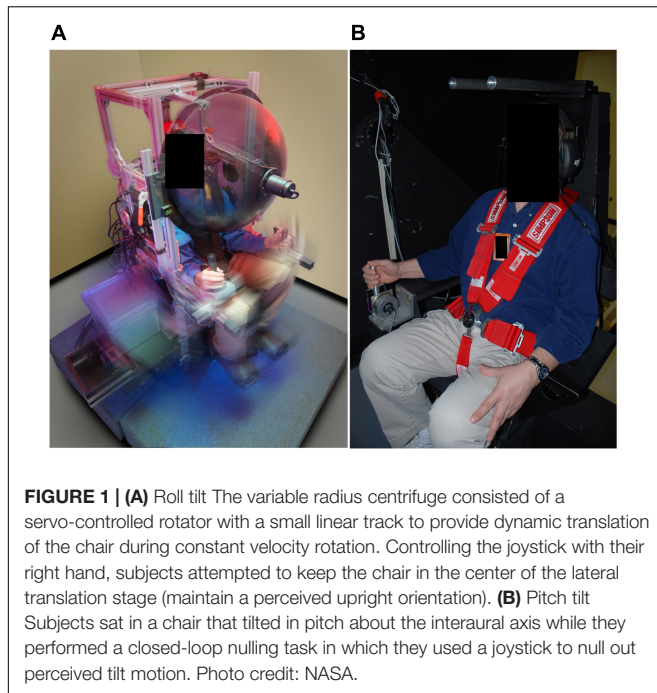 A
B
SIMPSON
SIMPSON
FIGURE 1 | (A) Roll tilt The variable radius centrifuge consisted of a
servo-controlled rotator with a small linear track to provide dynamic translation
of the chair during constant velocity rotation. Controlling the joystick with their
right hand, subjects attempted to keep the chair in the center of the lateral
translation stage (maintain a perceived upright orientation). (B) Pitch tilt
Subjects sat in a chair that tilted in pitch about the interaural axis while they
performed a closed-loop nulling task in which they used a joystick to null out
perceived tilt motion. Photo credit: NASA.